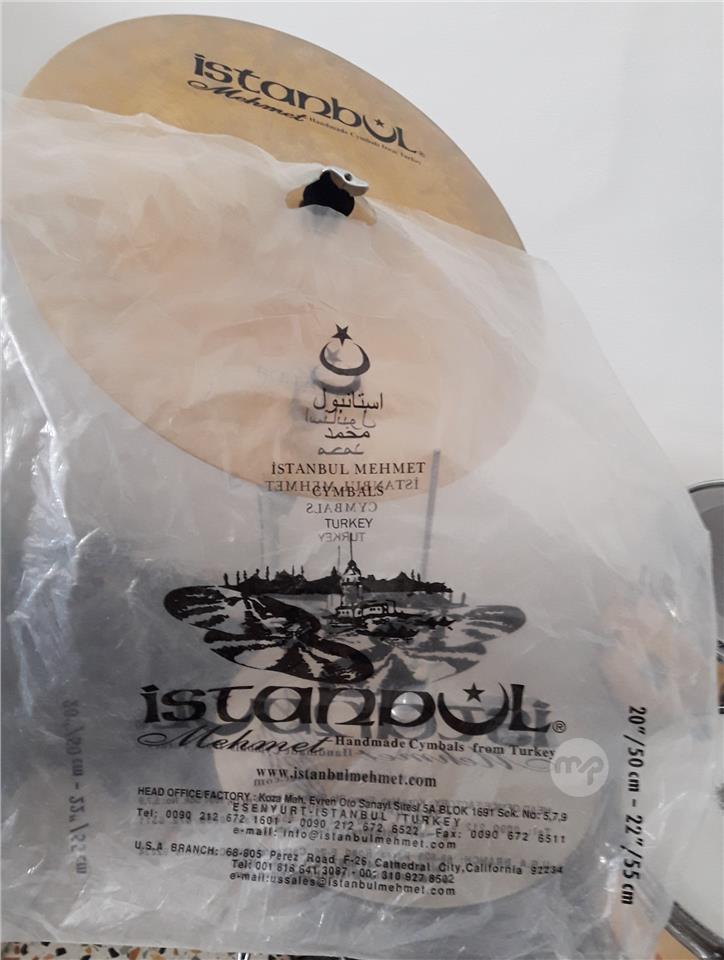 istanbul®
Mehmet Handmade Cymbals from Turkey
استانبول
محمد
İSTANBUL MEHMET
CYMBALS
TURKEY
istanbul®
Mehmet Handmade Cymbals from Turkey
www.istanbulmehmet.com
HEAD OFFICE/FACTORY: Koza Mah. Evren Oto Sanayi Sitesi 5A BLOK 1691 Sok. No: 5,7,9
ESENYURT-ISTANBUL / TURKEY
Tel: 0090 212 672 1601 - 0090 212 672 6522 Fax: 0090 672 6511
e-mail: info@istanbulmehmet.com
U.S.A BRANCH: 68-805 Perez Road F-26 Cathedral City,California 92234
e-mail:ussales@istanbulmehmet.com
20"/50 cm - 22"/55 cm
mp